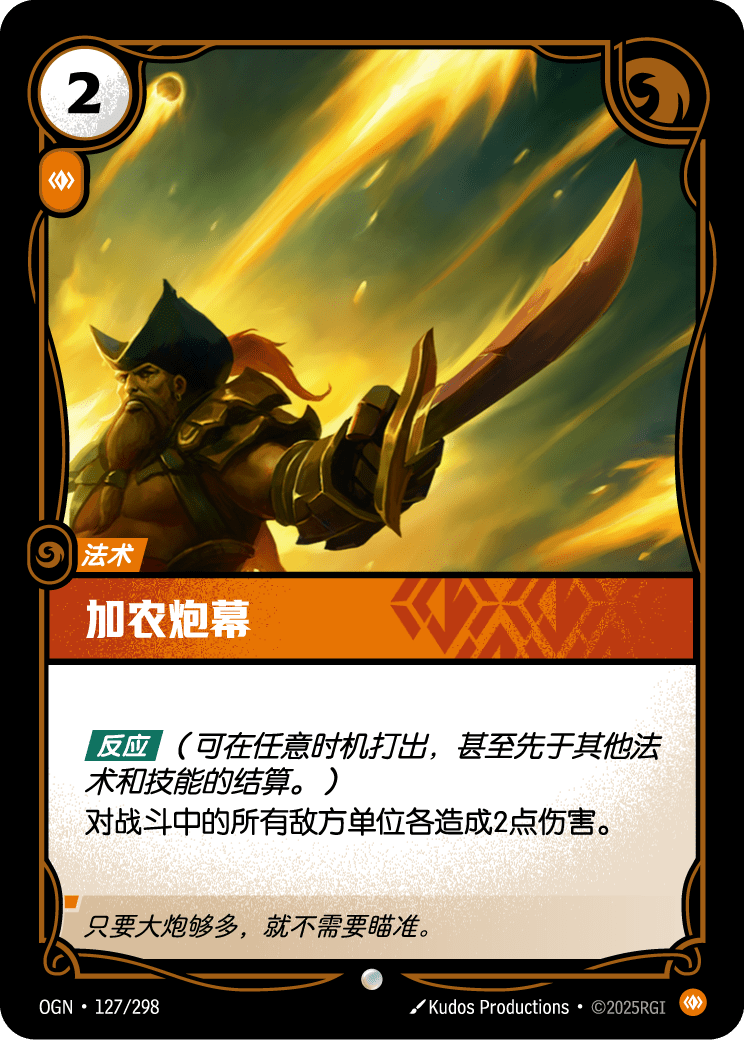 2
法术
加农炮幕
反应（可在任意时机打出，甚至先于其他法
术和技能的结算。）
对战斗中的所有敌方单位各造成2点伤害。
只要大炮够多，就不需要瞄准。
OGN • 127/298
Kudos Productions • ©2025RGI